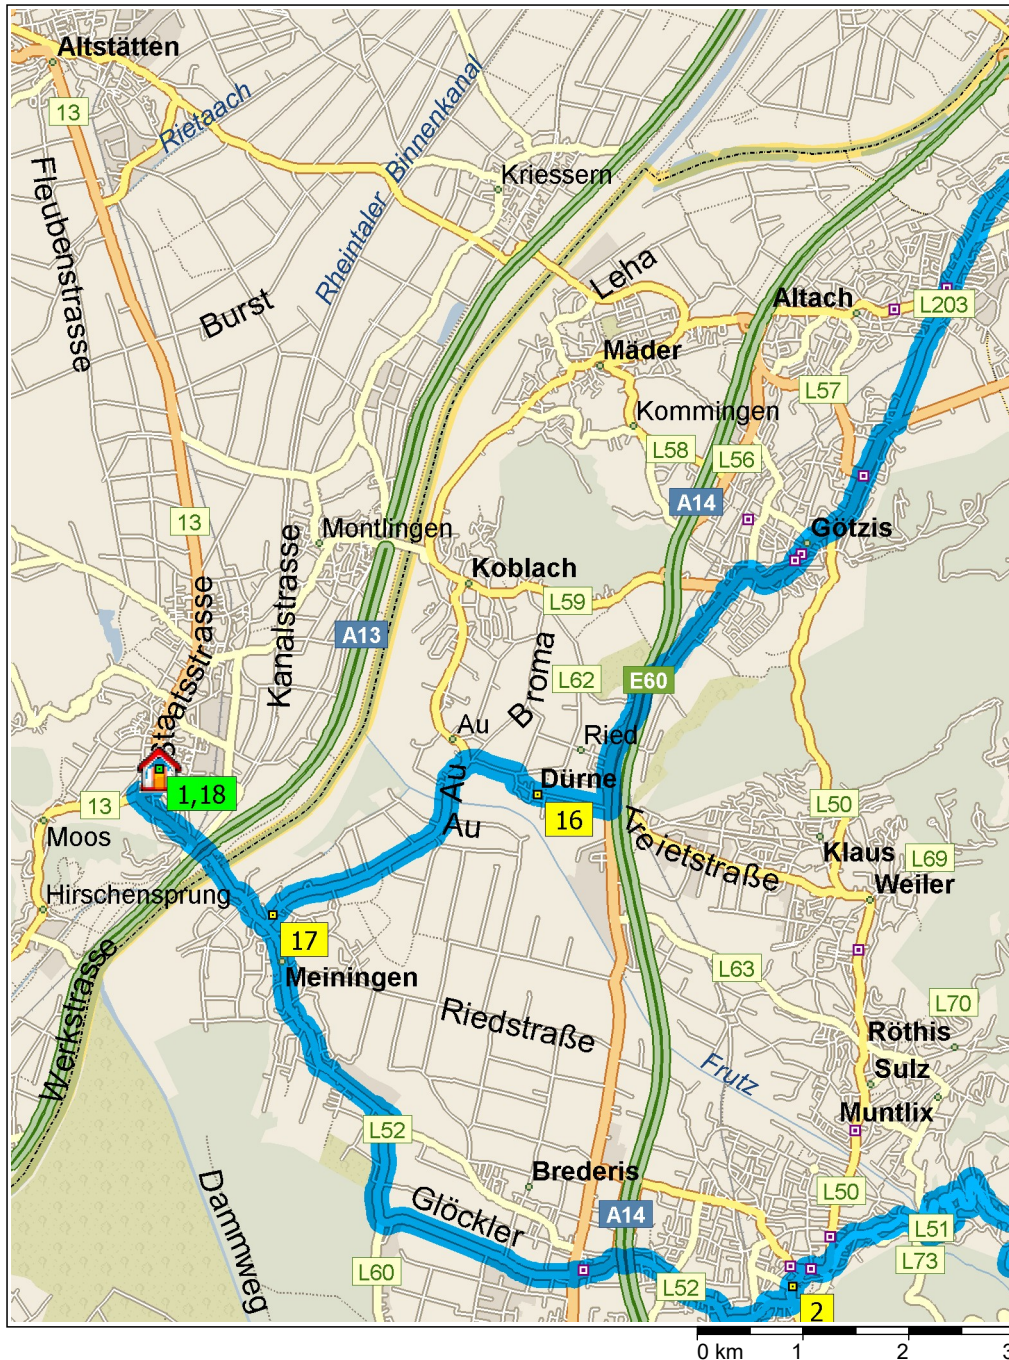 Altstätten
13
Rietaach
Rheintaler Binnenkanal
Kriessern
Fleubenstrasse
Burst
Leha
Altach
L203
Mäder
L57
Kommingen
L58
L56
A14
13
Montlingen
Götzis
Kanalstrasse
Koblach
L59
A13
Staatsstrasse
Broma
L62
E60
Au
Ried
Au
Dürne
1,18
13
16
L50
Moos
Au
Treietstraße
Klaus
L69
Weiler
Hirschensprung
17
Werkstrasse
Meiningen
L63
Riedstraße
L70
Röthis
Frutz
Sulz
Muntlix
L52
Brederis
Dammweg
Glöckler
L50
A14
L51
L60
L52
L73
2
0 km 1 2 3